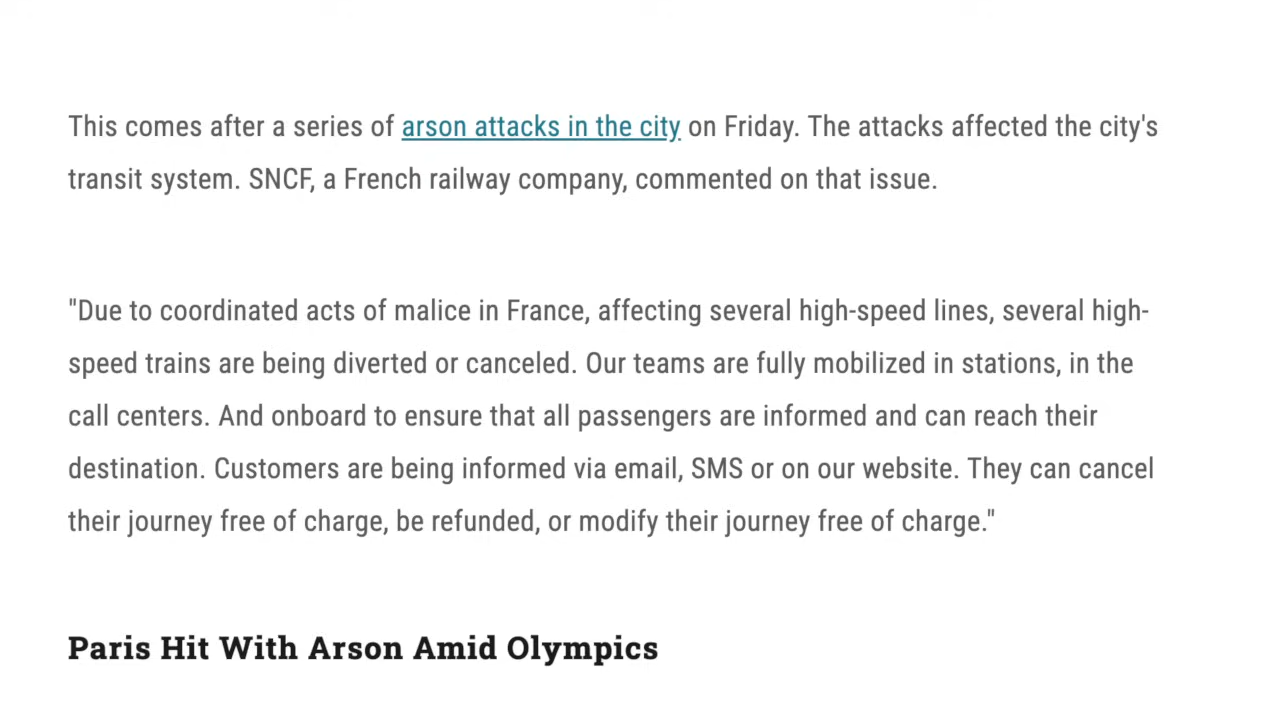 This comes after a series of arson attacks in the city on Friday. The attacks affected the city's
transit system. SNCF, a French railway company, commented on that issue.
"Due to coordinated acts of malice in France, affecting several high-speed lines, several high-
speed trains are being diverted or canceled. Our teams are fully mobilized in stations, in the
call centers. And onboard to ensure that all passengers are informed and can reach their
destination. Customers are being informed via email, SMS or on our website. They can cancel
their journey free of charge, be refunded, or modify their journey free of charge."
Paris Hit With Arson Amid Olympics